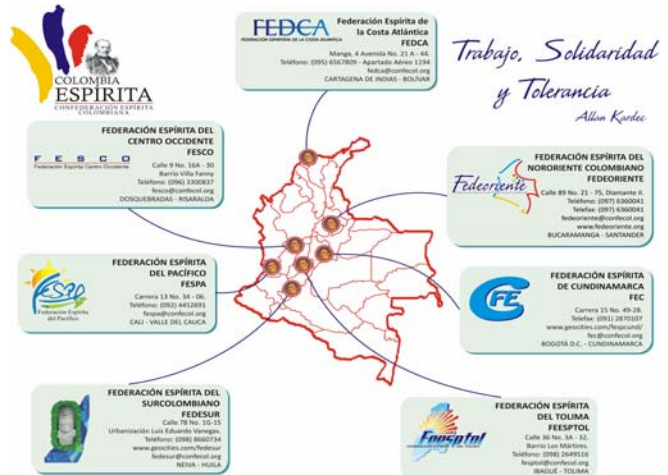 COLOMBIA
ESPÍRITA
CONFEDERACIÓN ESPÍRITA
COLOMBIANA
FEDCA
FEDERACIÓN ESPIRITA DE LA COSTA ATLÁNTICA
Federación Espírita de
la Costa Atlántica
FEDCA
Manga, 4 Avenida No. 21 A - 44.
Teléfono: (095) 6567809 - Apartado Aéreo 1194
fedca@confecol.org
CARTAGENA DE INDIAS - BOLÍVAR
Trabajo, Solidaridad
y Tolerancia
Allan Kardec
FESCO
Federación Espírita Centro Occidente
FEDERACIÓN ESPÍRITA DEL
CENTRO OCCIDENTE
FESCO
Calle 9 No. 16A - 30
Barrio Villa Fanny
Teléfono: (096) 3300837
fesco@confecol.org
DOSQUEBRADAS - RISARALDA
Fedeoriente
FEDERACIÓN ESPÍRITA DEL
NORORIENTE COLOMBIANO
FEDEORIENTE
Calle 89 No. 21 - 75, Diamante II.
Teléfono: (097) 6360041
Telefax: (097) 6360041
fedeoriente@confecol.org
www.fedeoriente.org
BUCARAMANGA - SANTANDER
FESPA
Federación Espírita
del Pacífico
FEDERACIÓN ESPÍRITA
DEL PACÍFICO
FESPA
Carrera 13 No. 34 - 06.
Teléfono: (092) 4452691
fespa@confecol.org
CALI - VALLE DEL CAUCA
CFE
FEDERACIÓN ESPÍRITA
DE CUNDINAMARCA
FEC
Carrera 15 No. 49-28.
Telefax: (091) 2870107
www.geocities.com/fespcund/
fec@confecol.org
BOGOTÁ D.C. - CUNDINAMARCA
FEDERACIÓN ESPÍRITA DEL
SURCOLOMBIANO
FEDESUR
Calle 78 No. 1G-15
Urbanización Luis Eduardo Vanegas.
Teléfono: (098) 8660734
www.geocities.com/fedesur
fedesur@confecol.org
NEIVA - HUILA
Feesptol
FEDERACIÓN ESPÍRITA
DEL TOLIMA
FEESPTOL
Calle 36 No. 3A - 32.
Barrio Los Mártires.
Teléfono: (098) 2649516
fesptol@confecol.org
IBAGUÉ - TOLIMA